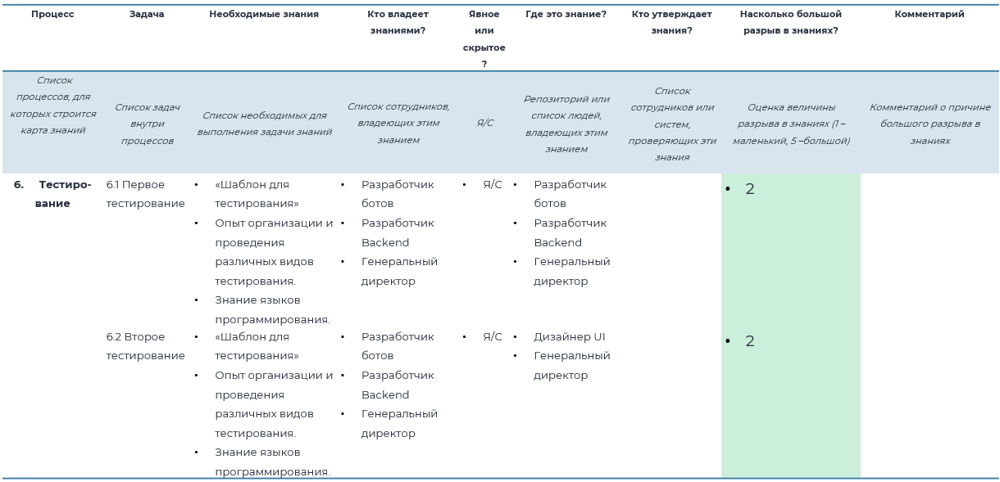 Процесс
Задача
Необходимые знания
Кто владеет
знаниями?
Явное
или
скрытое
?
Где это знание?
Кто утверждает
знания?
Насколько большой
разрыв в знаниях?
Комментарий
Список
процессов, для
которых строится
карта знаний
Список задач
внутри
процессов
Список необходимых для
выполнения задачи знаний
Список сотрудников,
владеющих этим
знанием
Я/С
Репозиторий или
список людей,
владеющих этим
знанием
Список
сотрудников или
систем,
проверяющих эти
знания
Оценка величины
разрыва в знаниях (1 –
маленький, 5 –большой)
Комментарий о причине
большого разрыва в
знаниях
6. Тестиро-
вание
6.1 Первое
тестирование
• «Шаблон для
тестирования»
• Опыт организации и
проведения
различных видов
тестирования.
• Знание языков
программирования.
• Разработчик
ботов
• Разработчик
Backend
• Генеральный
директор
• Я/С
• Разработчик
ботов
• Разработчик
Backend
• Генеральный
директор
• 2
6.2 Второе
тестирование
• «Шаблон для
тестирования»
• Опыт организации и
проведения
различных видов
тестирования.
• Знание языков
программирования.
• Разработчик
ботов
• Разработчик
Backend
• Генеральный
директор
• Я/С
• Дизайнер UI
• Генеральный
директор
• 2